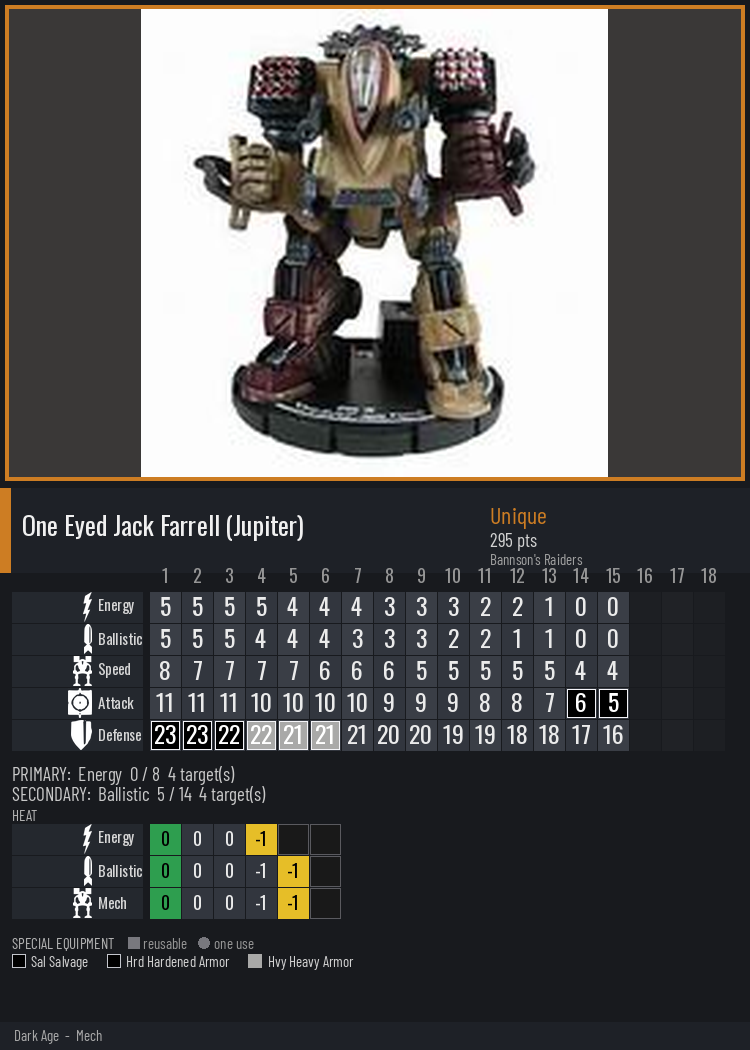 One Eyed Jack Farrell (Jupiter)
Unique
295 pts
Bannson's Raiders
1 2 3 4 5 6 7 8 9 10 11 12 13 14 15 16 17 18
Energy 5 5 5 5 4 4 4 3 3 3 2 2 1 0 0
Ballistic 5 5 5 4 4 4 3 3 3 2 2 1 1 0 0
Speed 8 7 7 7 7 6 6 6 5 5 5 5 5 4 4
Attack 11 11 11 10 10 10 10 9 9 9 8 8 7 6 5
Defense 23 23 22 22 21 21 21 20 20 19 19 18 18 17 16
PRIMARY: Energy 0 / 8 4 target(s)
SECONDARY: Ballistic 5 / 14 4 target(s)
HEAT
Energy 0 0 0 -1
Ballistic 0 0 0 -1 -1
Mech 0 0 0 -1 -1
SPECIAL EQUIPMENT reusable one use
Sal Salvage Hrd Hardened Armor Hvy Heavy Armor
Dark Age - Mech